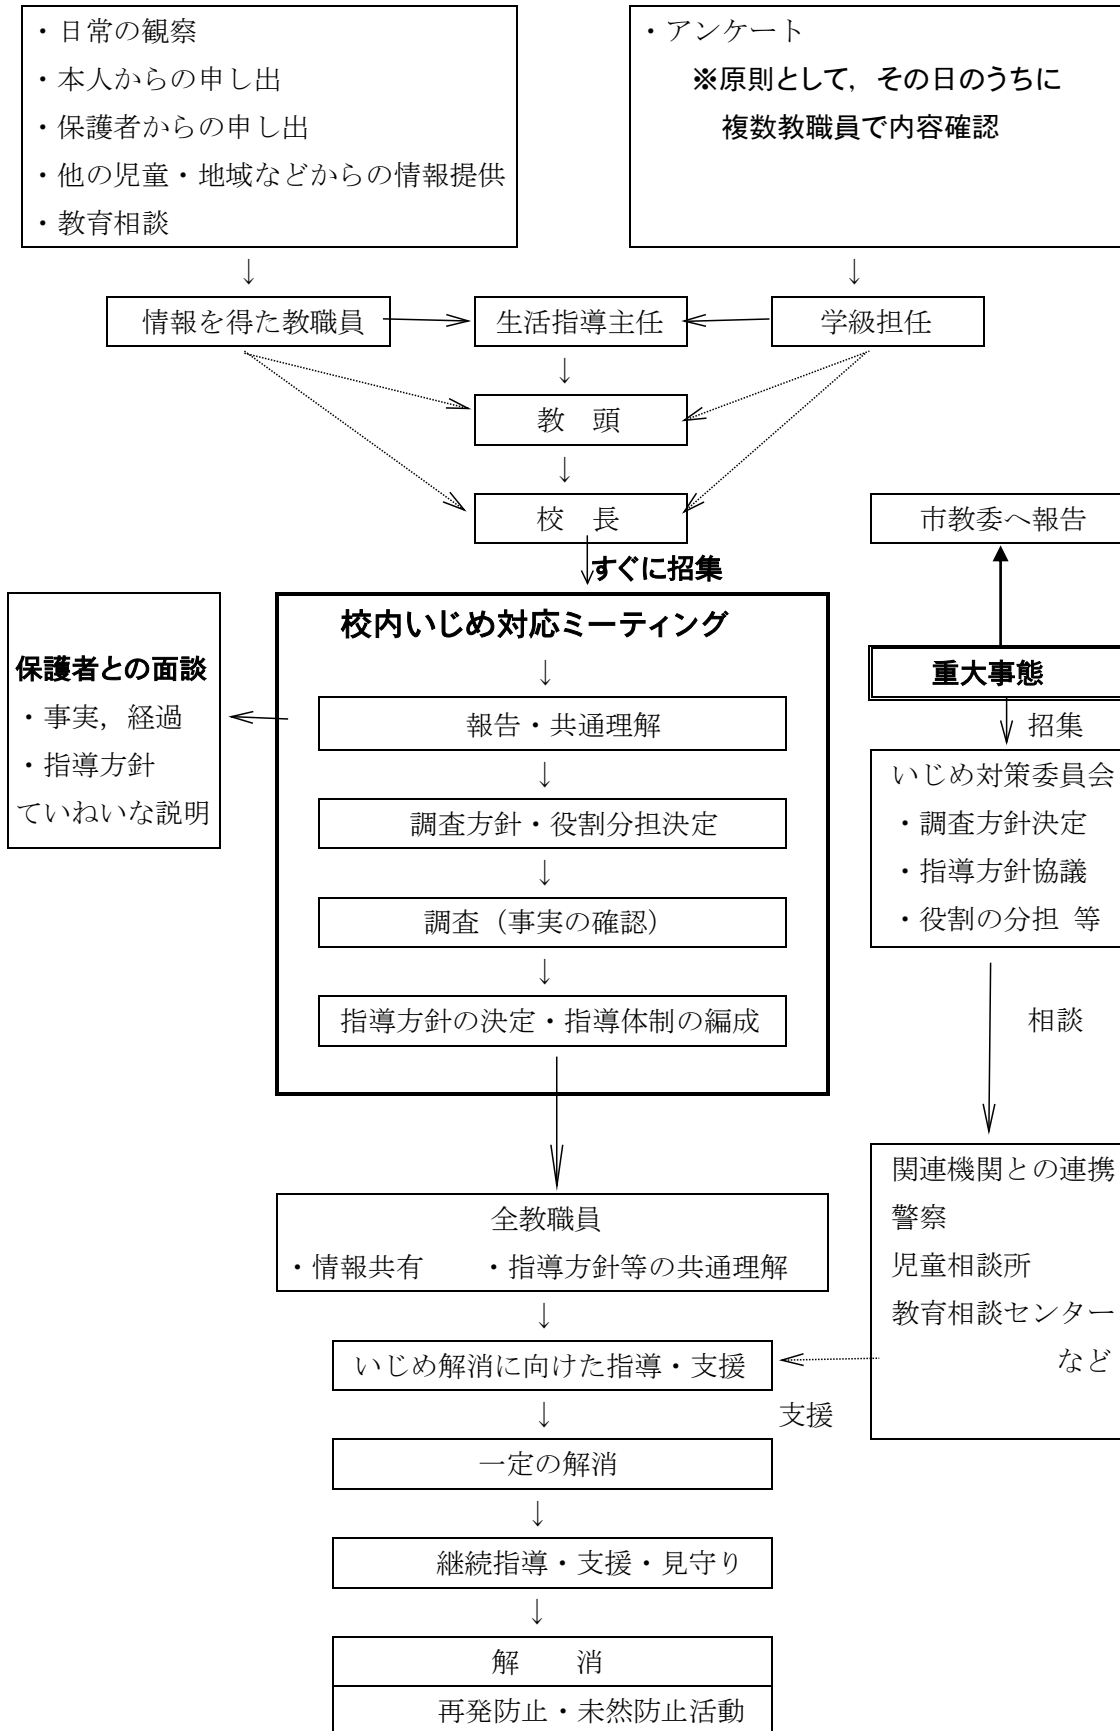 ・日常の観察
・本人からの申し出
・保護者からの申し出
・他の児童・地域などからの情報提供
・教育相談
・アンケート
※原則として，その日のうちに
複数教職員で内容確認
↓
↓
情報を得た教職員
生活指導主任
学級担任
↓
教　頭
↓
校　長
市教委へ報告
すぐに招集
校内いじめ対応ミーティング
保護者との面談
・事実，経過
・指導方針
ていねいな説明
↓
報告・共通理解
↓
調査方針・役割分担決定
↓
調査（事実の確認）
↓
指導方針の決定・指導体制の編成
重大事態
招集
いじめ対策委員会
・調査方針決定
・指導方針協議
・役割の分担 等
相談
関連機関との連携
警察
児童相談所
教育相談センター
など
全教職員
・情報共有　　・指導方針等の共通理解
↓
いじめ解消に向けた指導・支援
支援
↓
一定の解消
↓
継続指導・支援・見守り
↓
解　　消
再発防止・未然防止活動